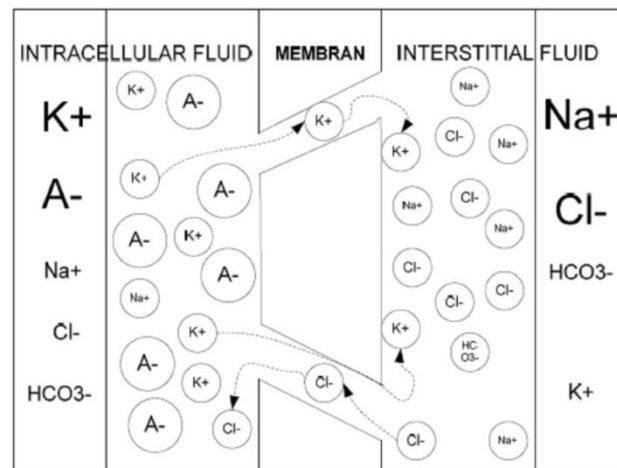 INTRACELLULAR FLUID
MEMBRAN
INTERSTITIAL FLUID
K+
A-
Na+
Cl-
HCO3-
K+
A-
K+
A-
A-
K+
A-
Na+
K+
A-
K+
A-
Cl-
K+
Cl-
Na+
Cl-
Na+
K+
Na+
Cl-
Na+
Cl-
Cl-
Cl-
K+
HC
O3-
Cl-
Na+
Na+
Cl-
HCO3-
K+